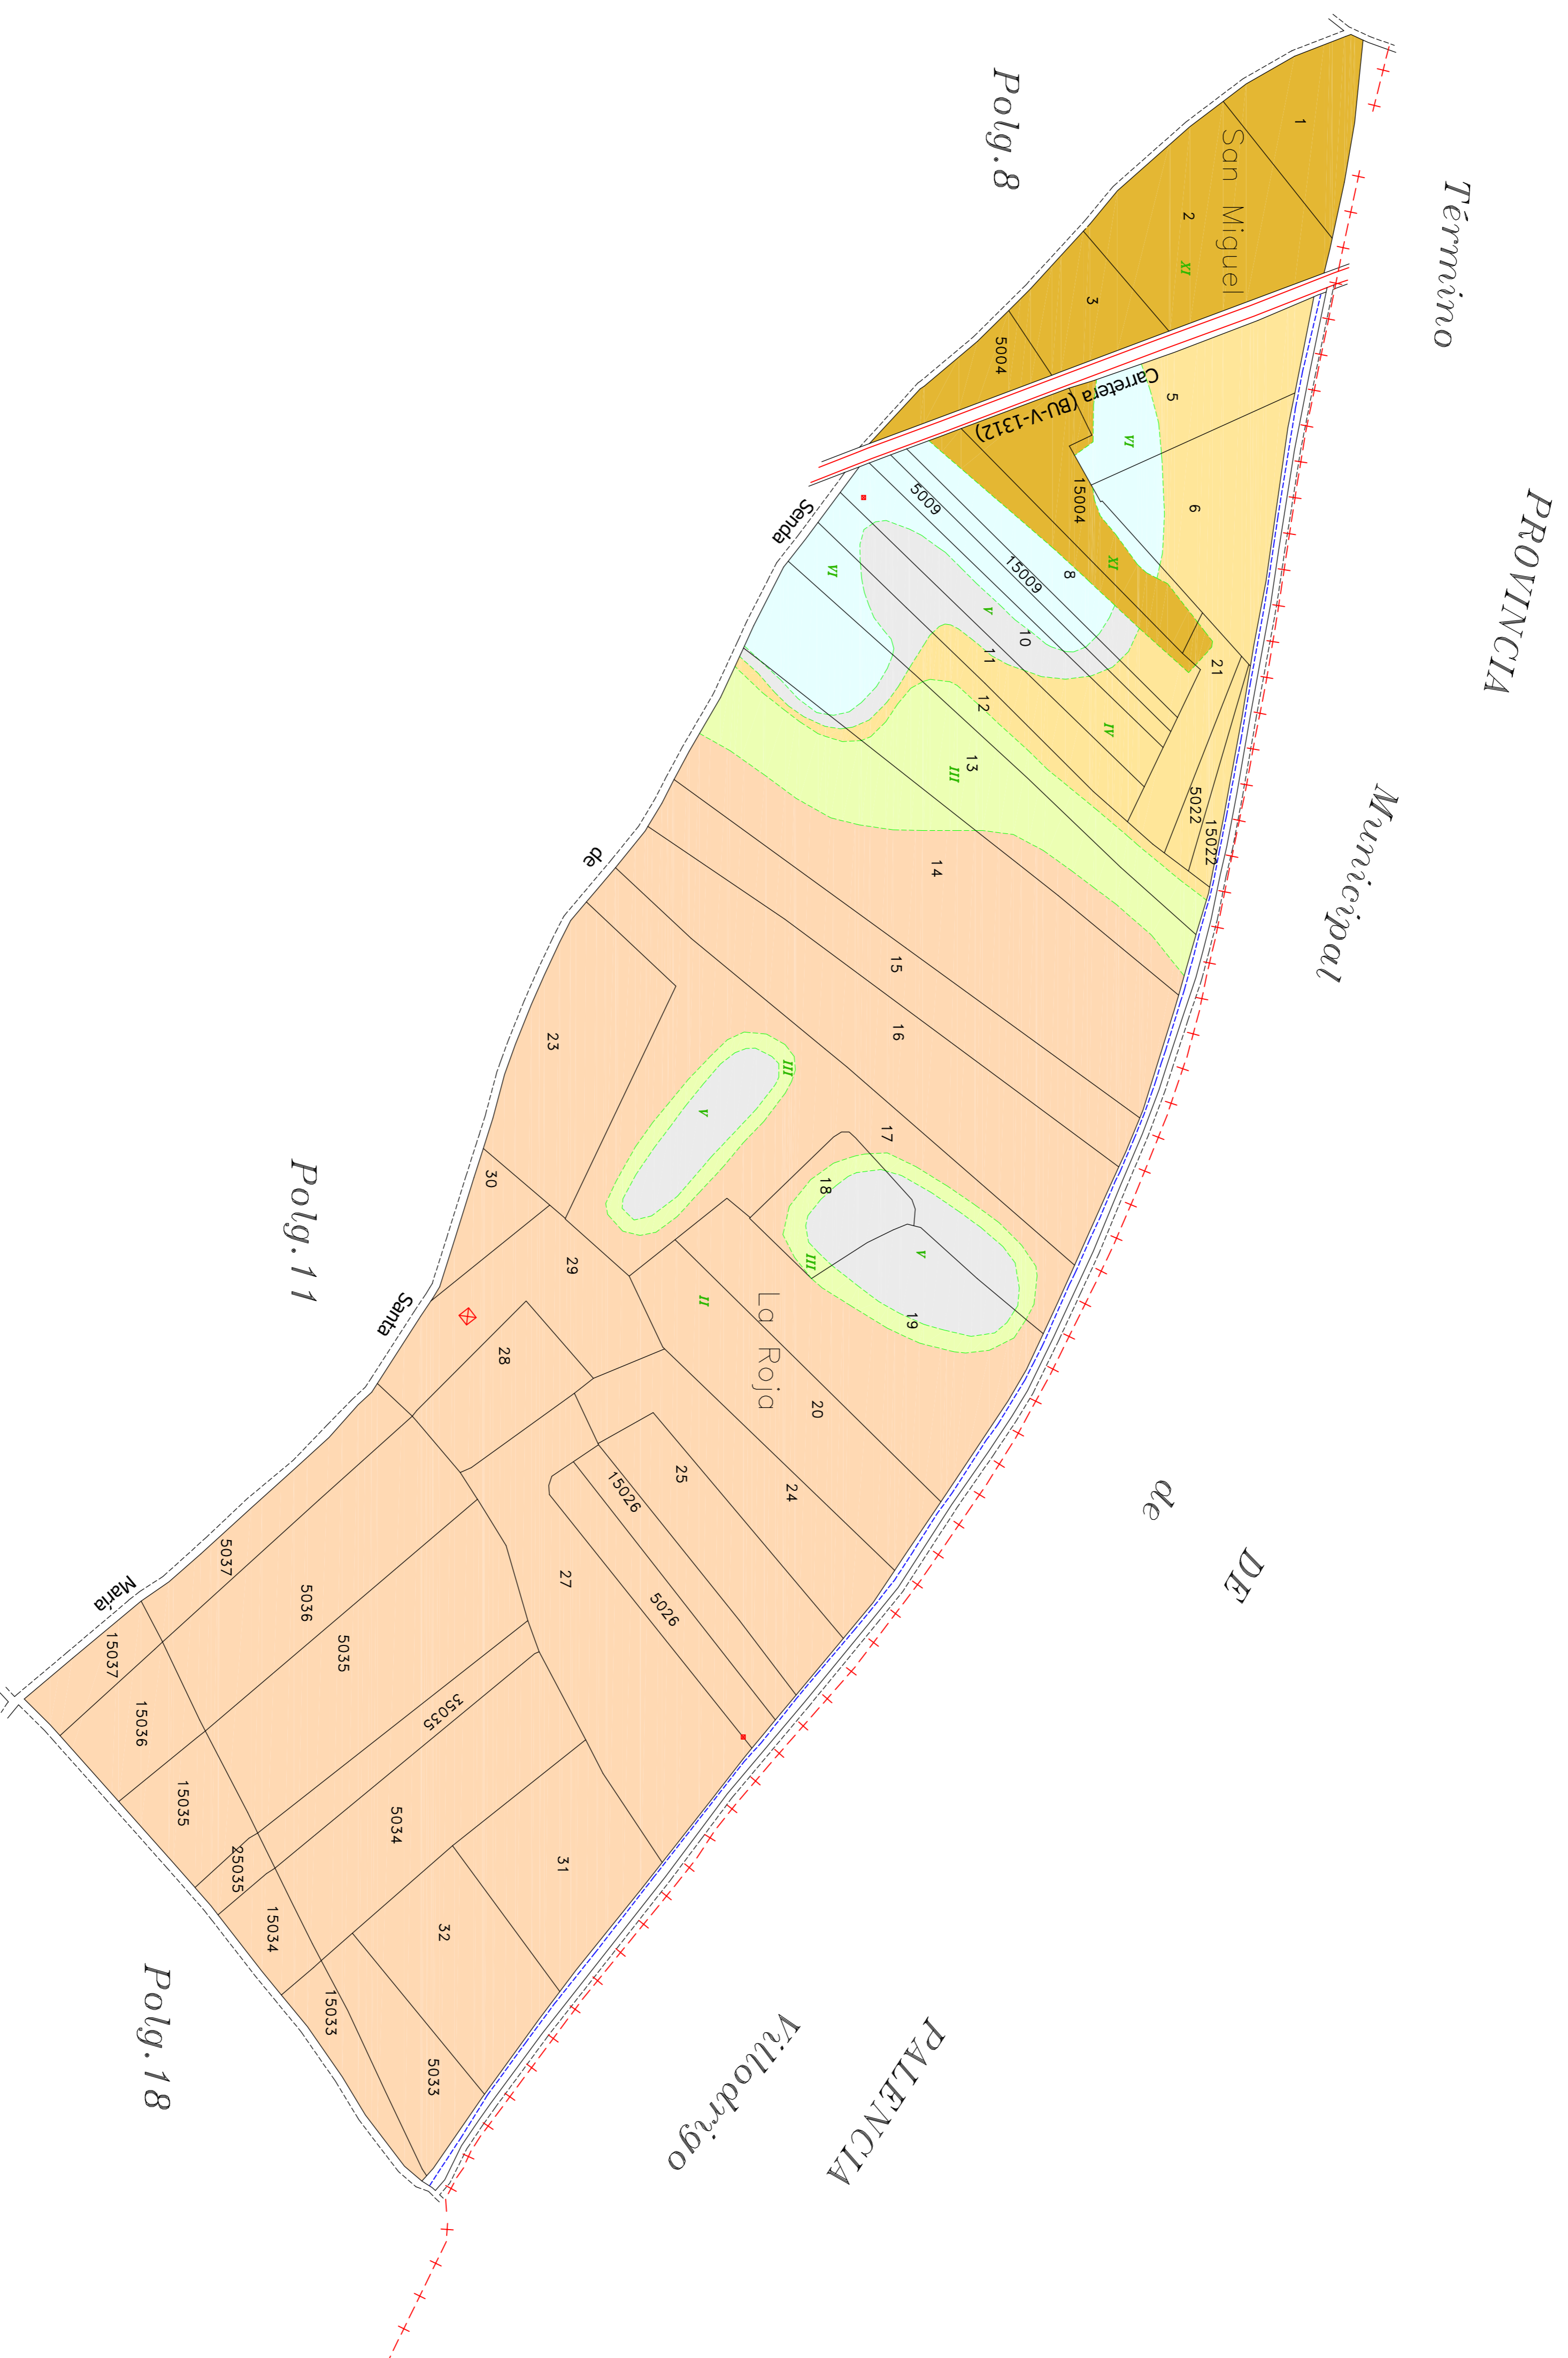 Término
Municipal
de
Villodrigo
PROVINCIA
DE
PALENCIA
Polg.8
Polg.11
Polg.18
San Miguel
La Roja
Carretera (BU-V-1312)
Senda
de
Santa
María
1
2
XI
3
5004
5
VI
6
15004
XI
8
5009
15009
VI
V
10
11
12
IV
21
5022
15022
13
III
14
15
16
17
III
V
18
III
V
19
20
II
23
30
29
28
24
25
15026
5026
27
5037
5036
5035
35035
5034
31
32
5033
15037
15036
15035
25035
15034
15033